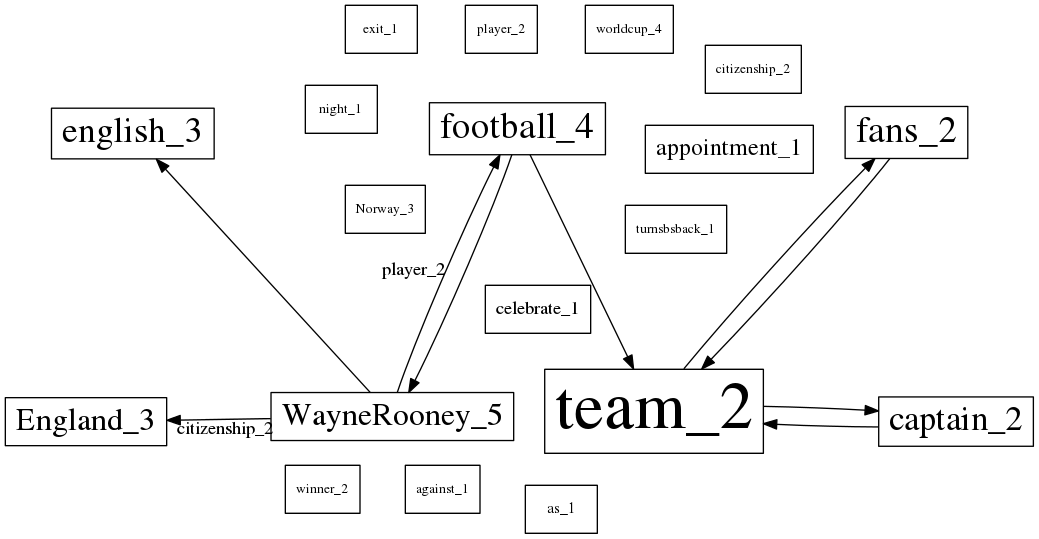 exit_1
player_2
worldcup_4
citizenship_2
night_1
english_3
football_4
fans_2
appointment_1
Norway_3
turnsbsback_1
player_2
celebrate_1
team_2
WayneRooney_5
England_3
citizenship_2
captain_2
winner_2
against_1
as_1